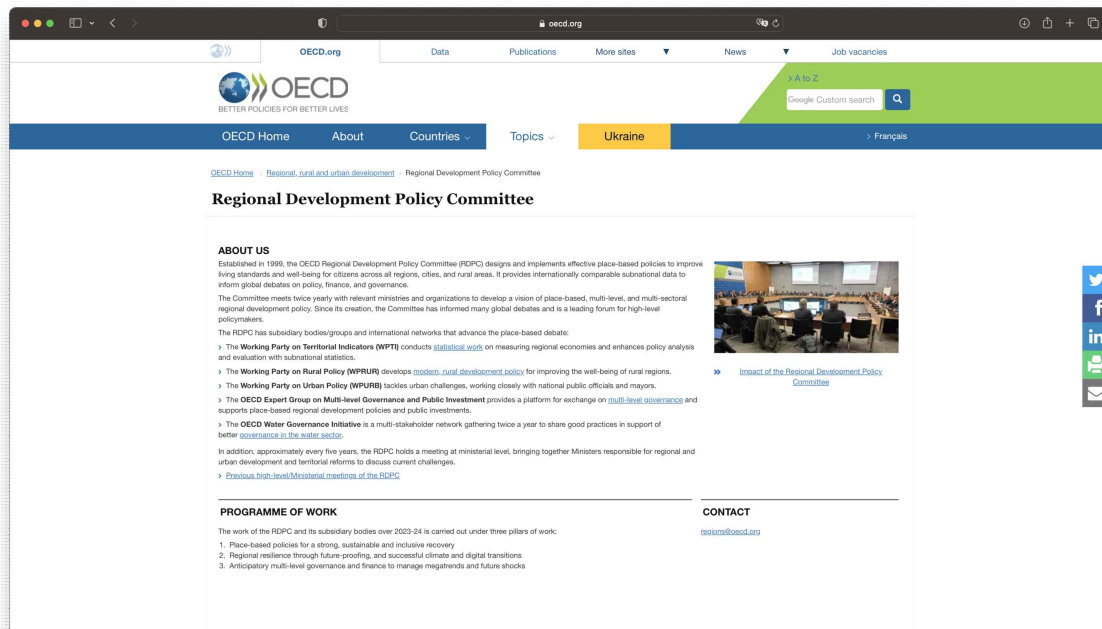 oecd.org
OECD.org
Data
Publications
More sites
News
Job vacancies
OECD
BETTER POLICIES FOR BETTER LIVES
> A to Z
Google Custom search
OECD Home
About
Countries
Topics
Ukraine
> Français
OECD Home > Regional, rural and urban development > Regional Development Policy Committee
Regional Development Policy Committee
ABOUT US
Established in 1999, the OECD Regional Development Policy Committee (RDPC) designs and implements effective place-based policies to improve
living standards and well-being for citizens across all regions, cities, and rural areas. It provides internationally comparable subnational data to
inform global debates on policy, finance, and governance.
The Committee meets twice yearly with relevant ministries and organizations to develop a vision of place-based, multi-level, and multi-sectoral
regional development policy. Since its creation, the Committee has informed many global debates and is a leading forum for high-level
policymakers.
The RDPC has subsidiary bodies/groups and international networks that advance the place-based debate:
> The Working Party on Territorial Indicators (WPTI) conducts statistical work on measuring regional economies and enhances policy analysis
and evaluation with subnational statistics.
> The Working Party on Rural Policy (WPRUR) develops modern, rural development policy for improving the well-being of rural regions.
> The Working Party on Urban Policy (WPURB) tackles urban challenges, working closely with national public officials and mayors.
> The OECD Expert Group on Multi-level Governance and Public Investment provides a platform for exchange on multi-level governance and
supports place-based regional development policies and public investments.
> The OECD Water Governance Initiative is a multi-stakeholder network gathering twice a year to share good practices in support of
better governance in the water sector.
In addition, approximately every five years, the RDPC holds a meeting at ministerial level, bringing together Ministers responsible for regional and
urban development and territorial reforms to discuss current challenges.
> Previous high-level/Ministerial meetings of the RDPC
» Impact of the Regional Development Policy
Committee
PROGRAMME OF WORK
The work of the RDPC and its subsidiary bodies over 2023-24 is carried out under three pillars of work:
1. Place-based policies for a strong, sustainable and inclusive recovery
2. Regional resilience through future-proofing, and successful climate and digital transitions
3. Anticipatory multi-level governance and finance to manage megatrends and future shocks
CONTACT
regions@oecd.org